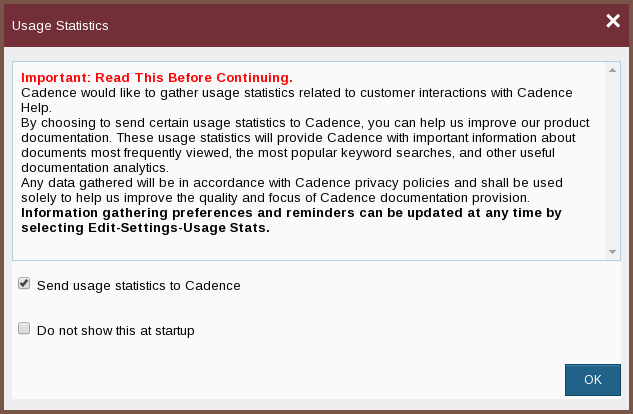 Usage Statistics
Important: Read This Before Continuing.
Cadence would like to gather usage statistics related to customer interactions with Cadence
Help.
By choosing to send certain usage statistics to Cadence, you can help us improve our product
documentation. These usage statistics will provide Cadence with important information about
documents most frequently viewed, the most popular keyword searches, and other useful
documentation analytics.
Any data gathered will be in accordance with Cadence privacy policies and shall be used
solely to help us improve the quality and focus of Cadence documentation provision.
Information gathering preferences and reminders can be updated at any time by
selecting Edit-Settings-Usage Stats.
Send usage statistics to Cadence
Do not show this at startup
OK